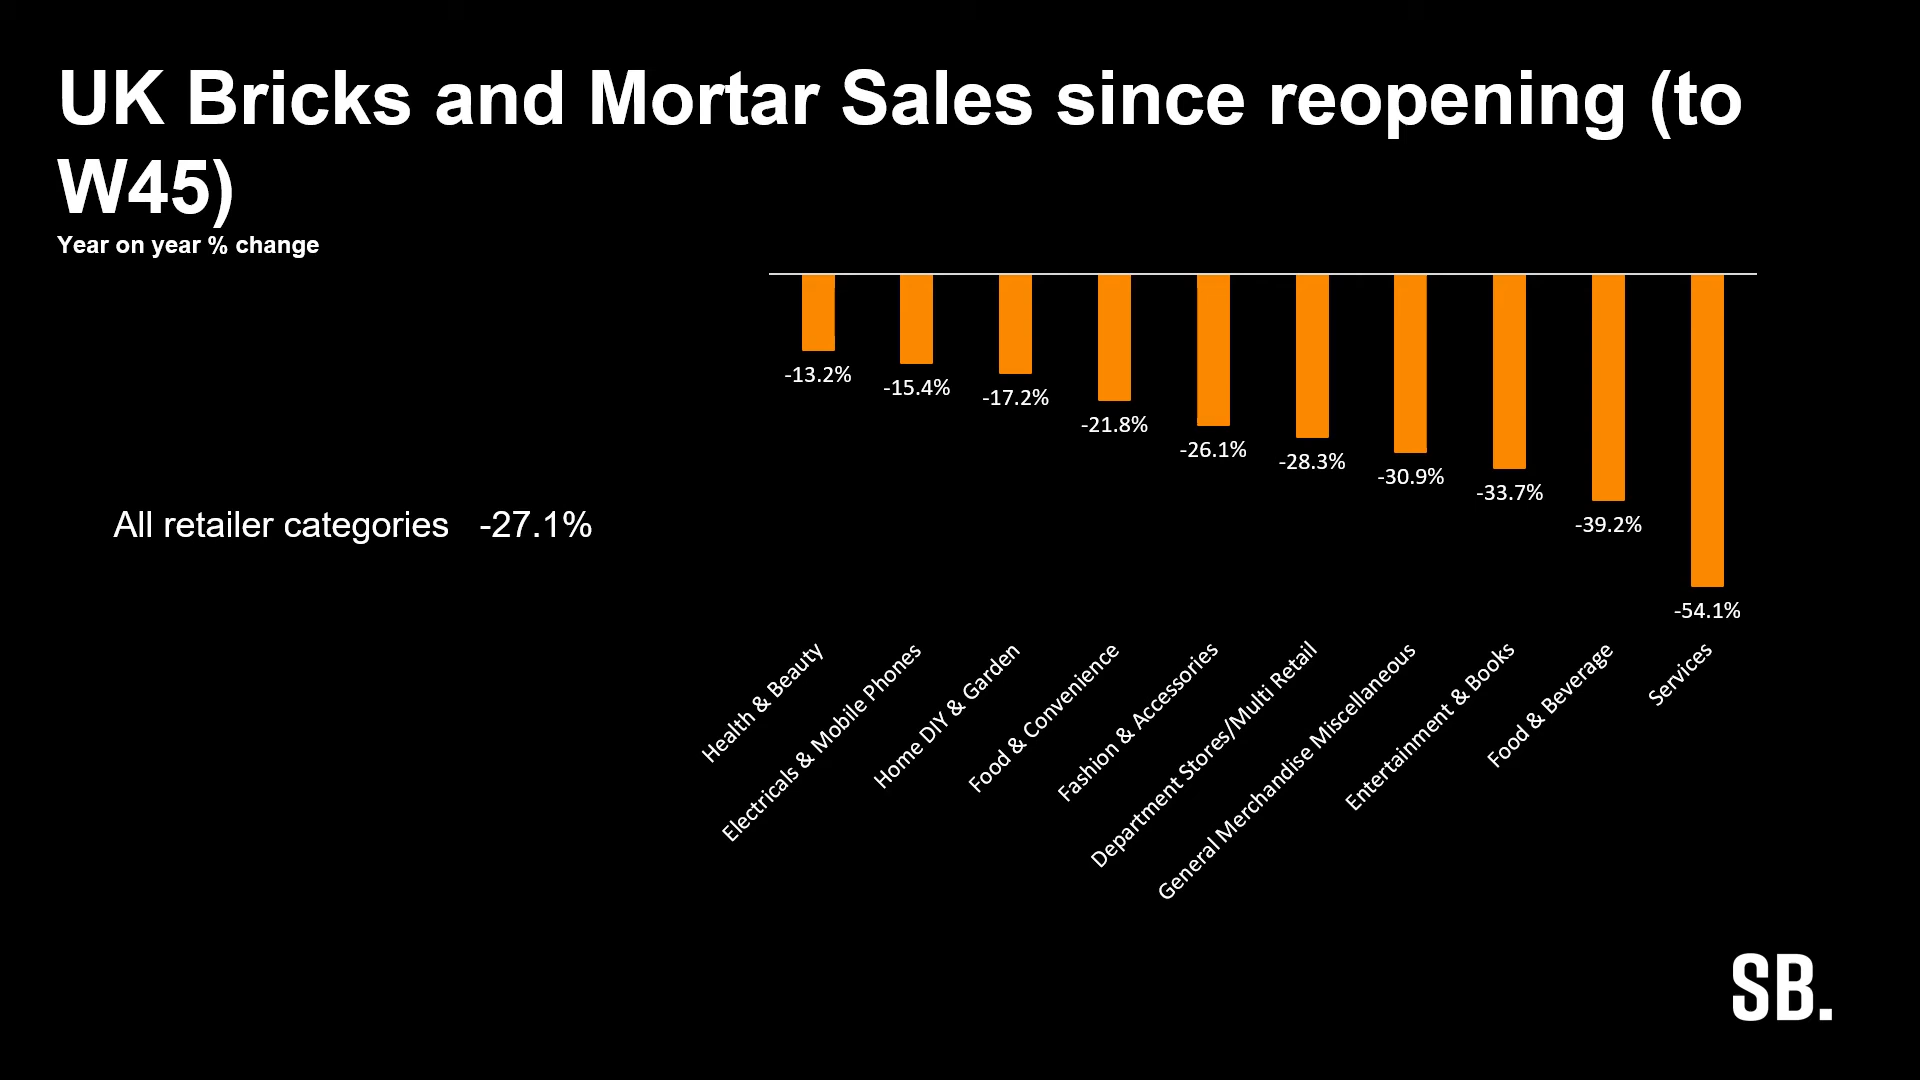 UK Bricks and Mortar Sales since reopening (to
W45)
Year on year % change
All retailer categories -27.1%
-13.2%
-15.4%
-17.2%
-21.8%
-26.1%
-28.3%
-30.9%
-33.7%
-39.2%
-54.1%
Health & Beauty
Electricals & Mobile Phones
Home DIY & Garden
Food & Convenience
Fashion & Accessories
Department Stores/Multi Retail
General Merchandise Miscellaneous
Entertainment & Books
Food & Beverage
Services
SB.